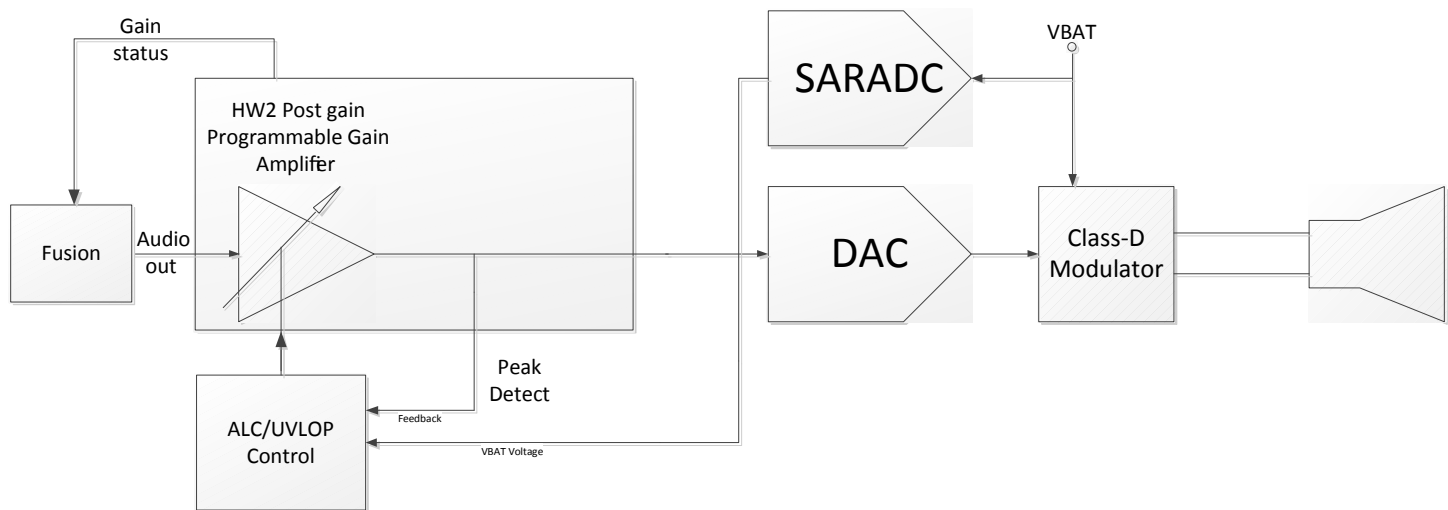 Gain
status
VBAT
SARADC
HW2 Post gain
Programmable Gain
Amplifier
Fusion
Audio
out
DAC
Class-D
Modulator
Peak
Detect
Feedback
ALC/UVLOP
Control
VBAT Voltage